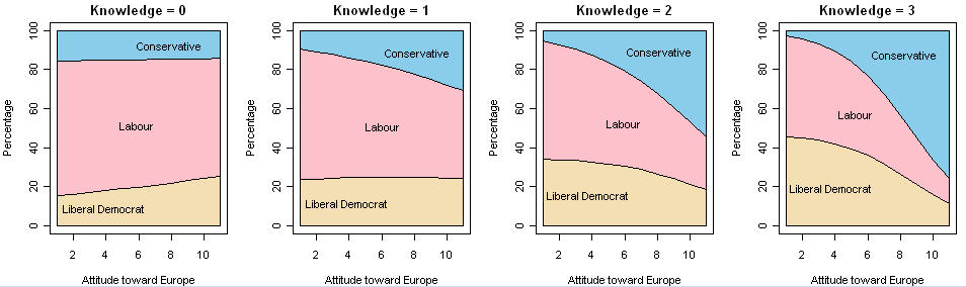 Knowledge = 0
Percentage
100
80
60
40
20
0
Conservative
Labour
Liberal Democrat
2 4 6 8 10
Attitude toward Europe
Knowledge = 1
Percentage
100
80
60
40
20
0
Conservative
Labour
Liberal Democrat
2 4 6 8 10
Attitude toward Europe
Knowledge = 2
Percentage
100
80
60
40
20
0
Conservative
Labour
Liberal Democrat
2 4 6 8 10
Attitude toward Europe
Knowledge = 3
Percentage
100
80
60
40
20
0
Conservative
Labour
Liberal Democrat
2 4 6 8 10
Attitude toward Europe